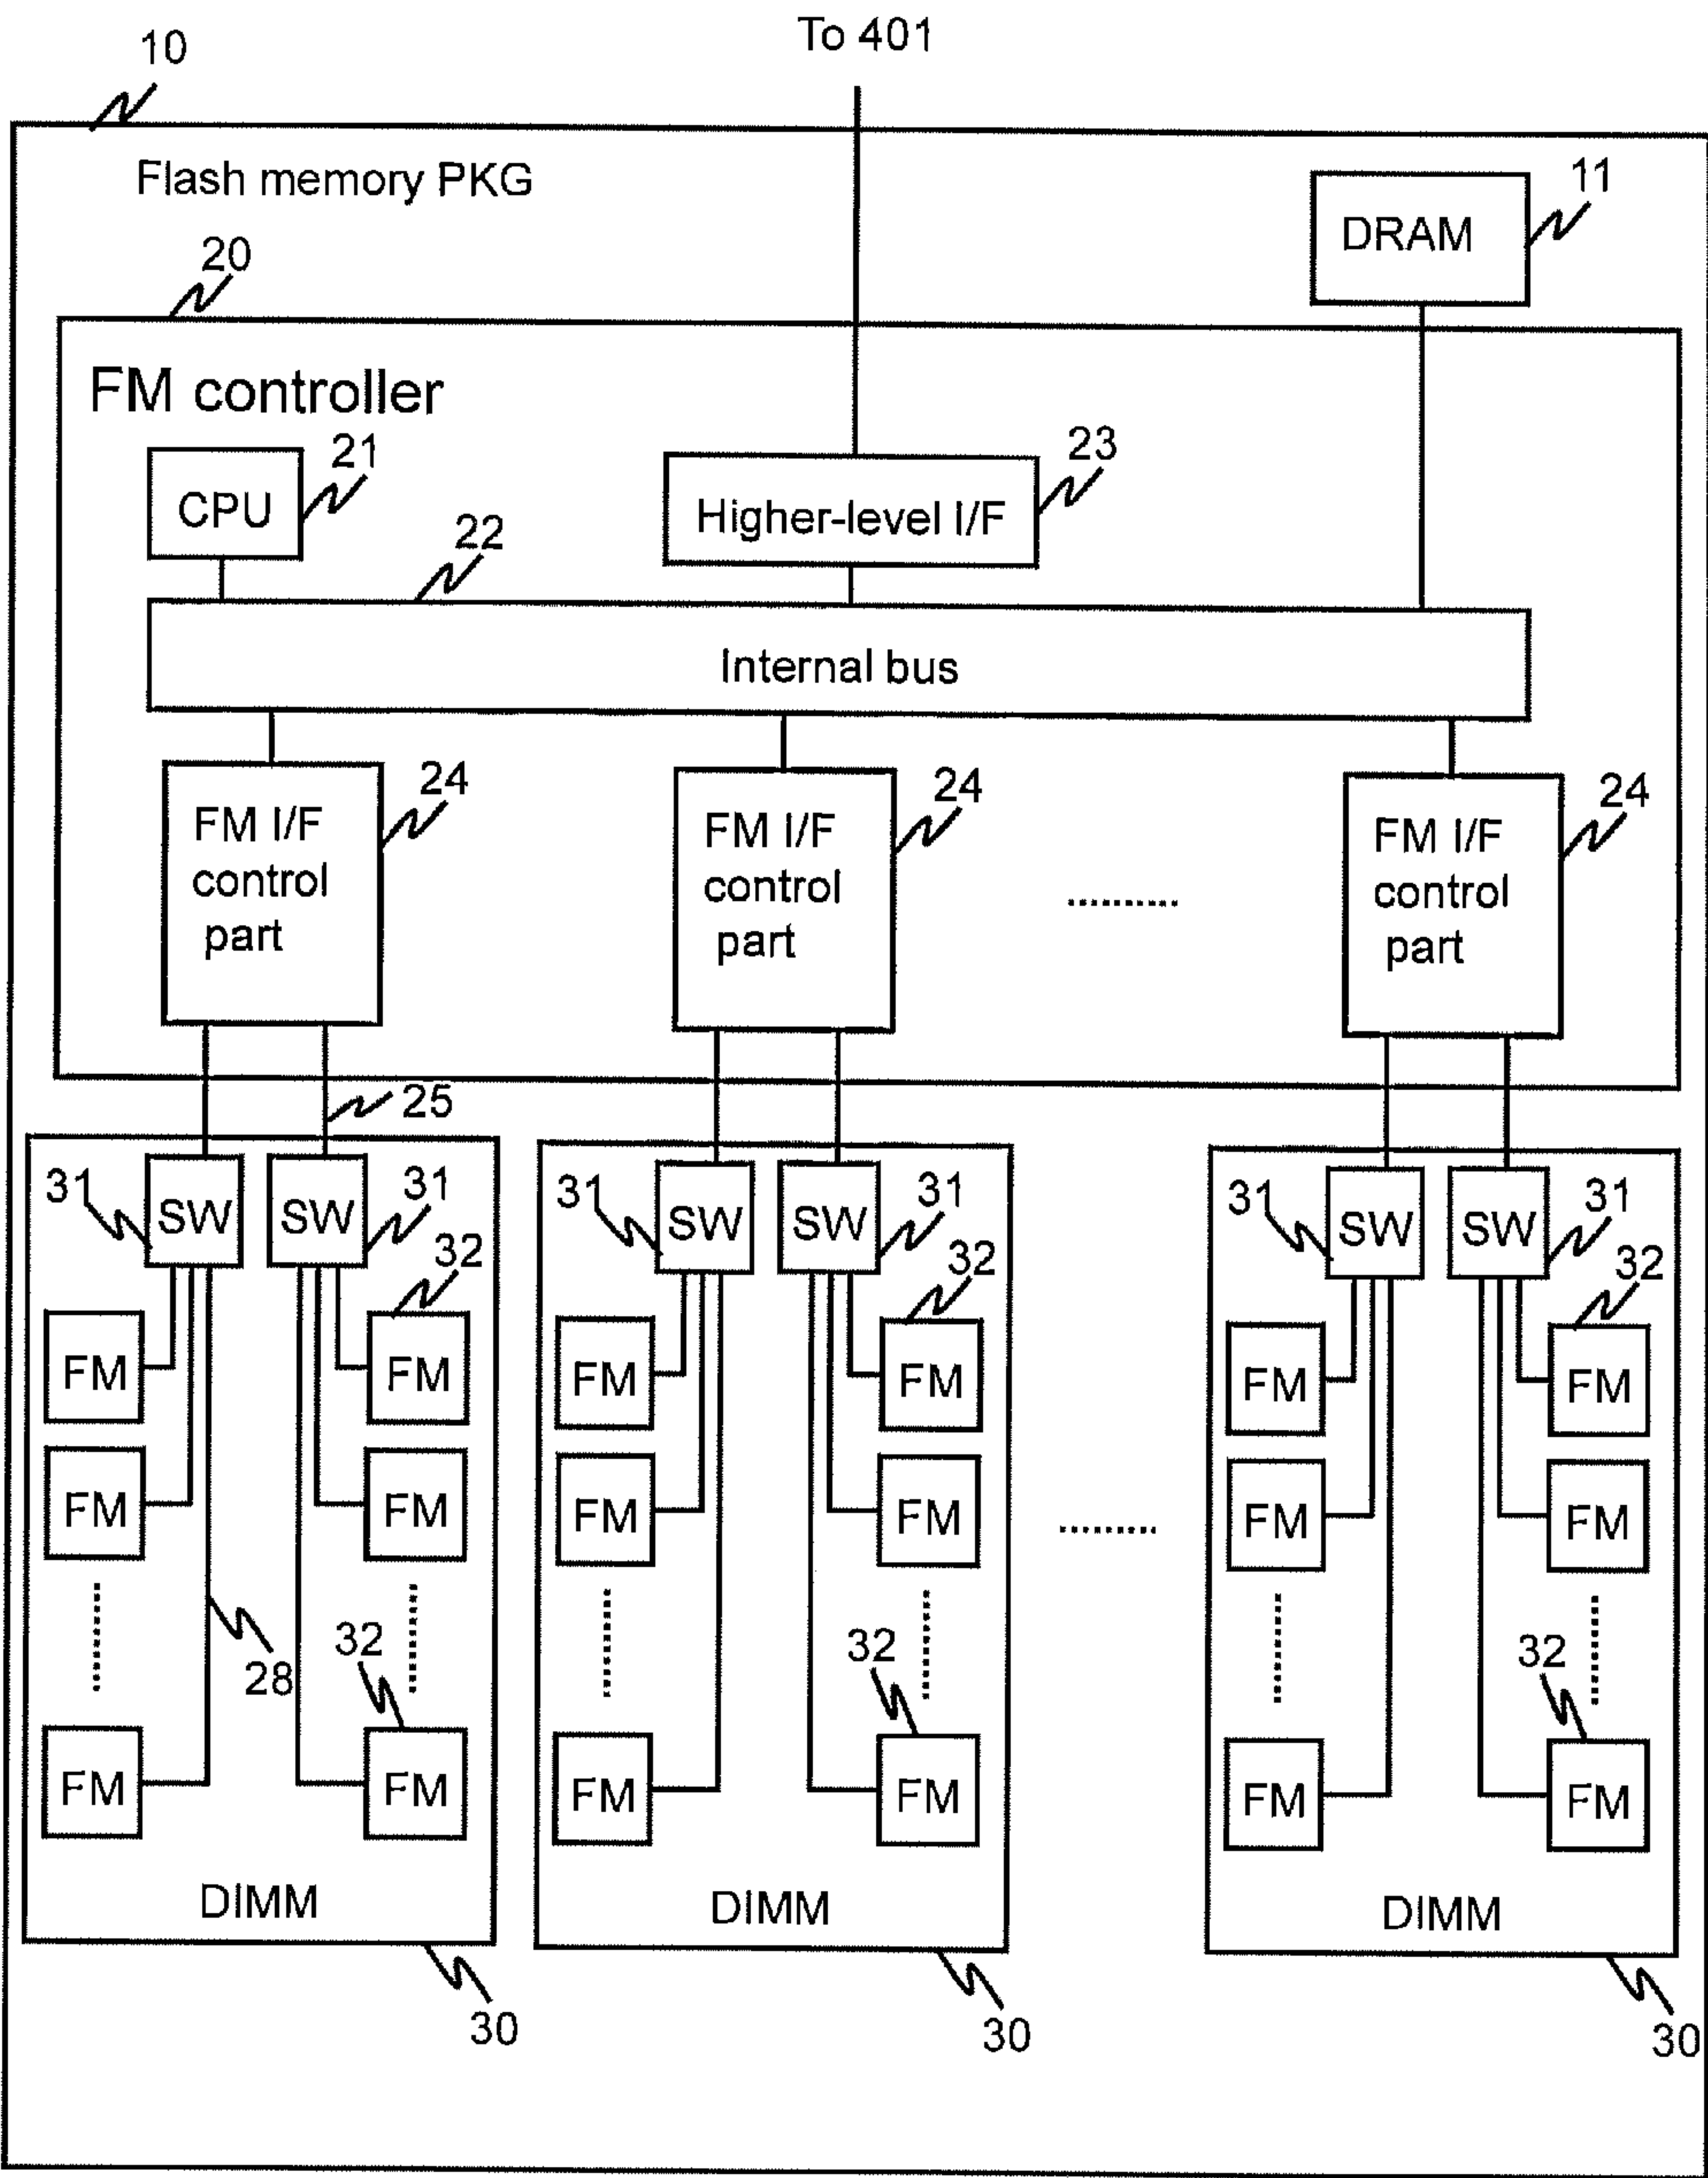 To 401
10
Flash memory PKG
11
DRAM
20
FM controller
21
CPU
23
Higher-level I/F
22
Internal bus
24
FM I/F
control
part
24
FM I/F
control
part
24
FM I/F
control
part
25
31
SW
SW
31
32
FM
FM
FM
FM
28
32
FM
FM
DIMM
30
31
SW
SW
31
32
FM
FM
FM
FM
32
FM
FM
DIMM
30
31
SW
SW
31
32
FM
FM
FM
FM
32
FM
FM
DIMM
30